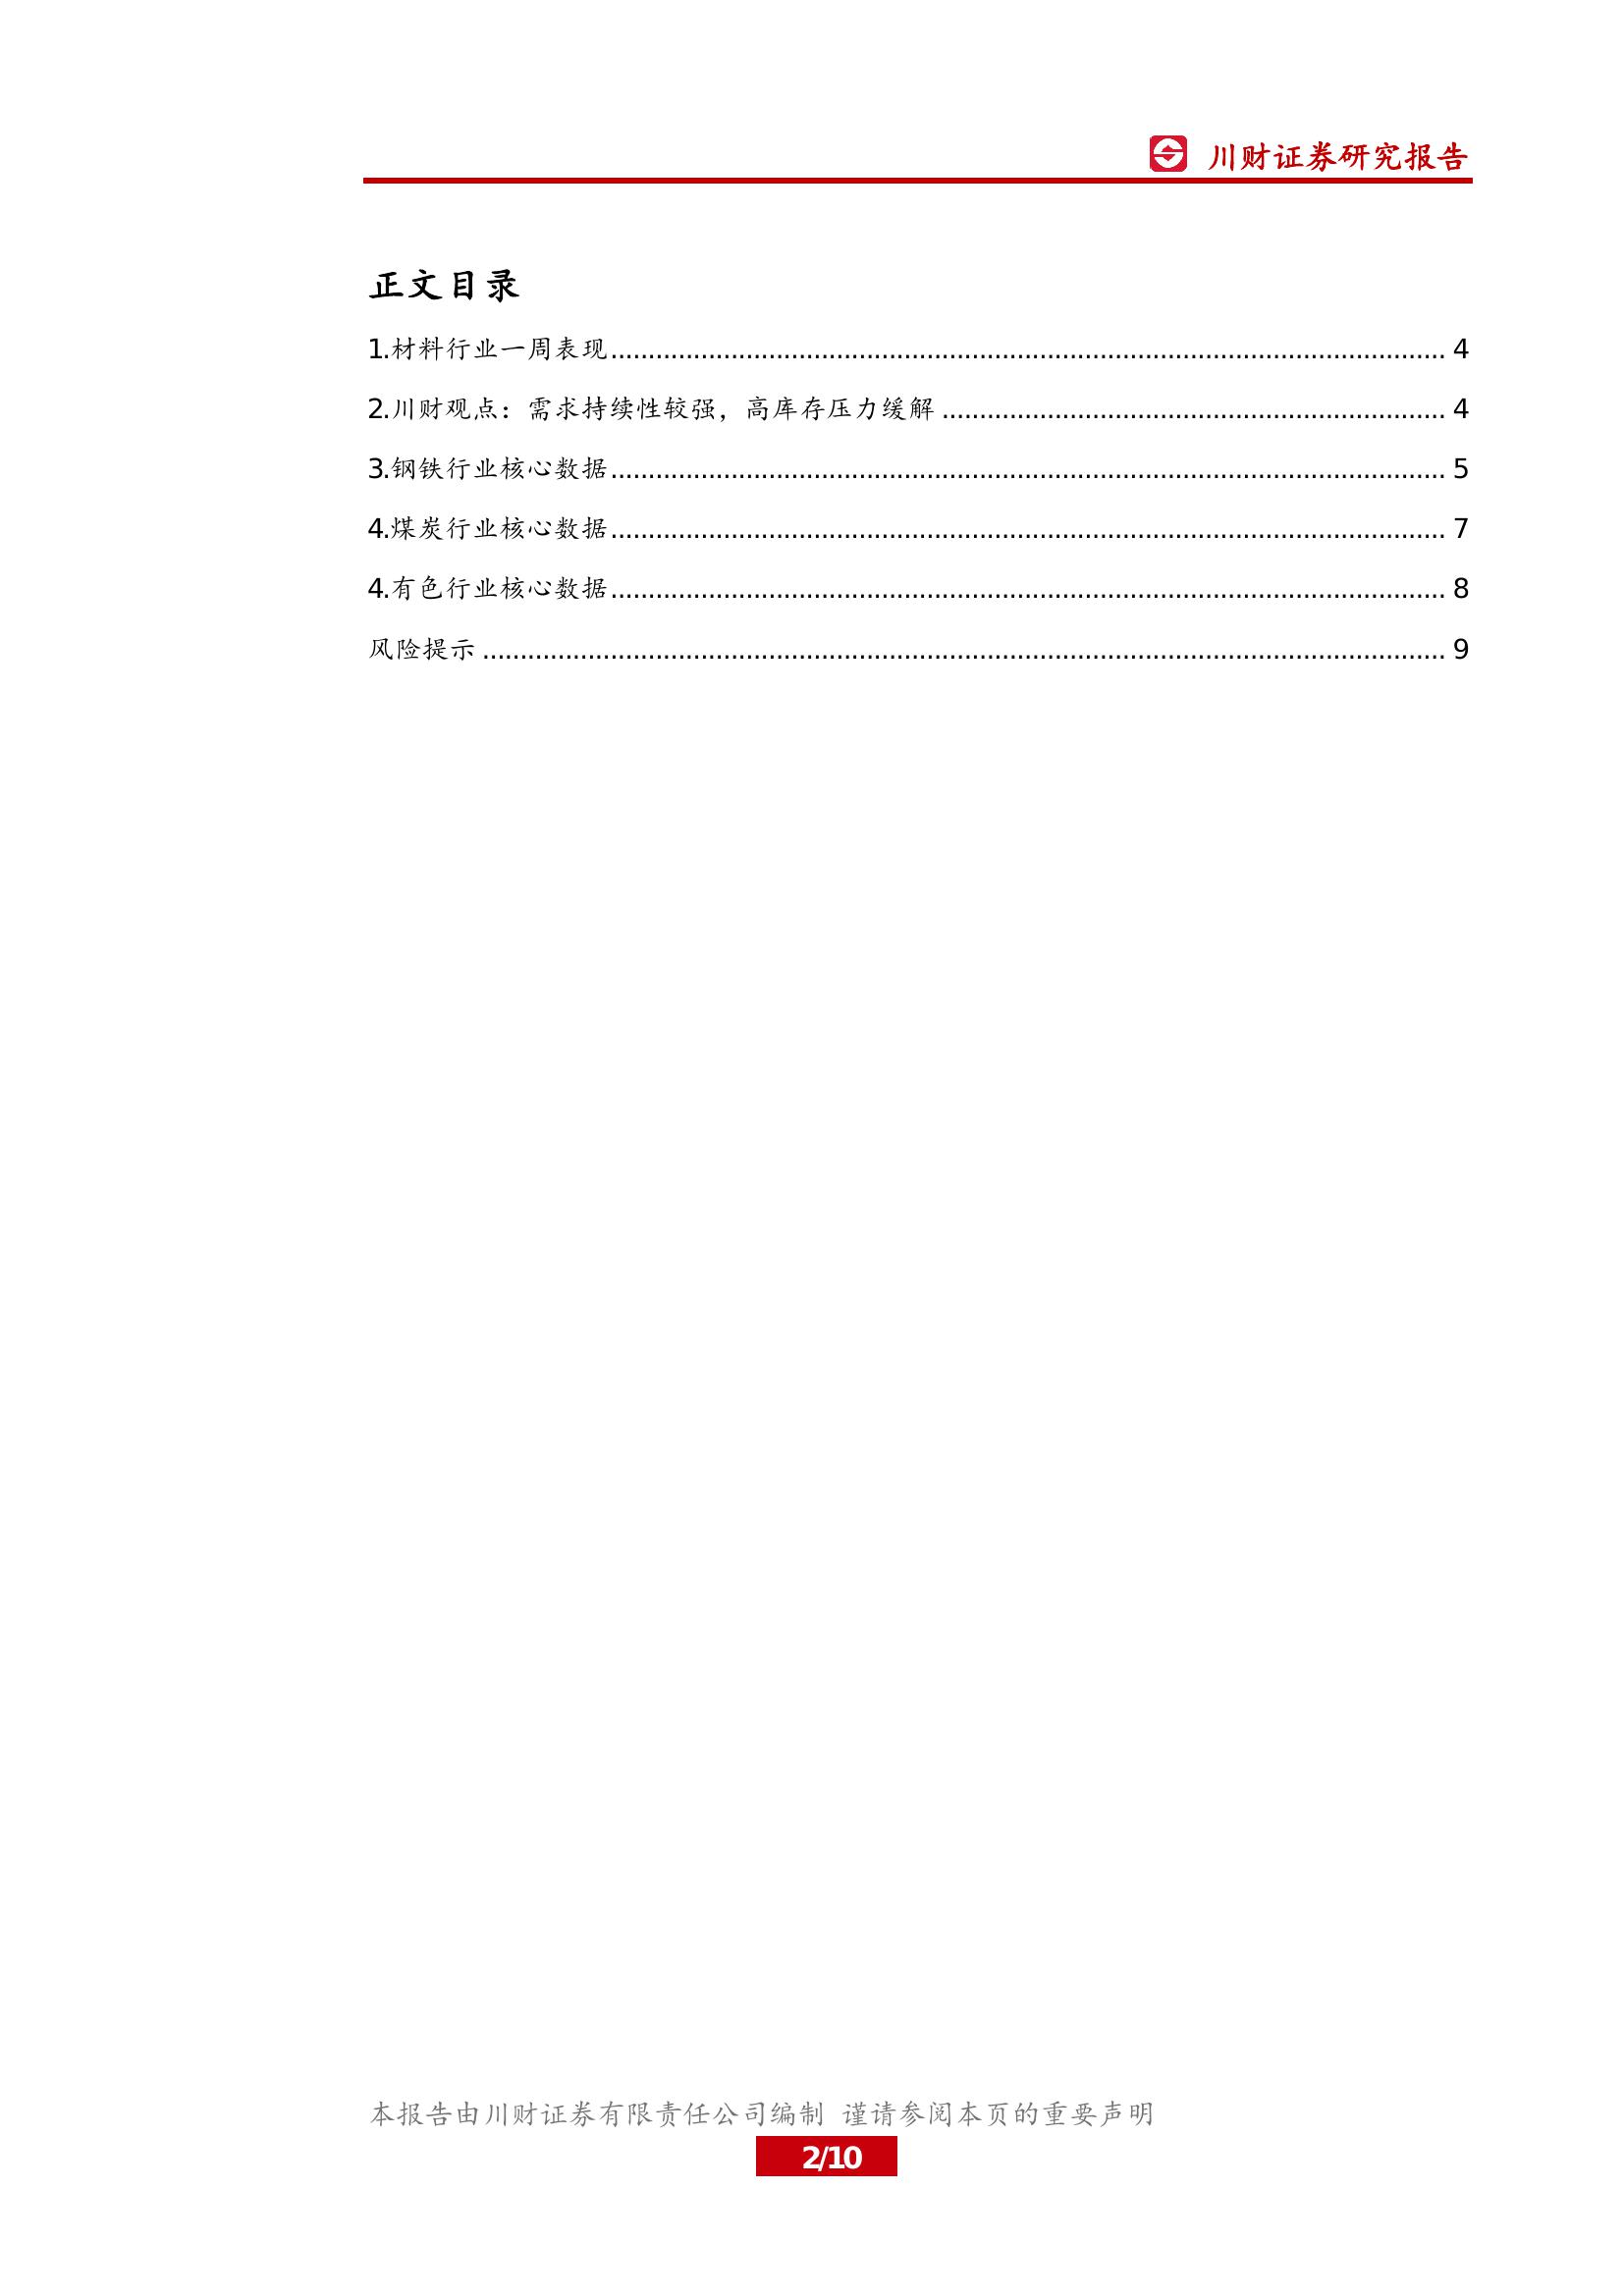 川财证券研究报告
正文目录
1.材料行业一周表现........................................................................................................ 4
2.川财观点：需求持续性较强，高库存压力缓解 ............................................................... 4
3.钢铁行业核心数据........................................................................................................ 5
4.煤炭行业核心数据........................................................................................................ 7
4.有色行业核心数据........................................................................................................ 8
风险提示 ........................................................................................................................ 9
本报告由川财证券有限责任公司编制 谨请参阅本页的重要声明
2/10